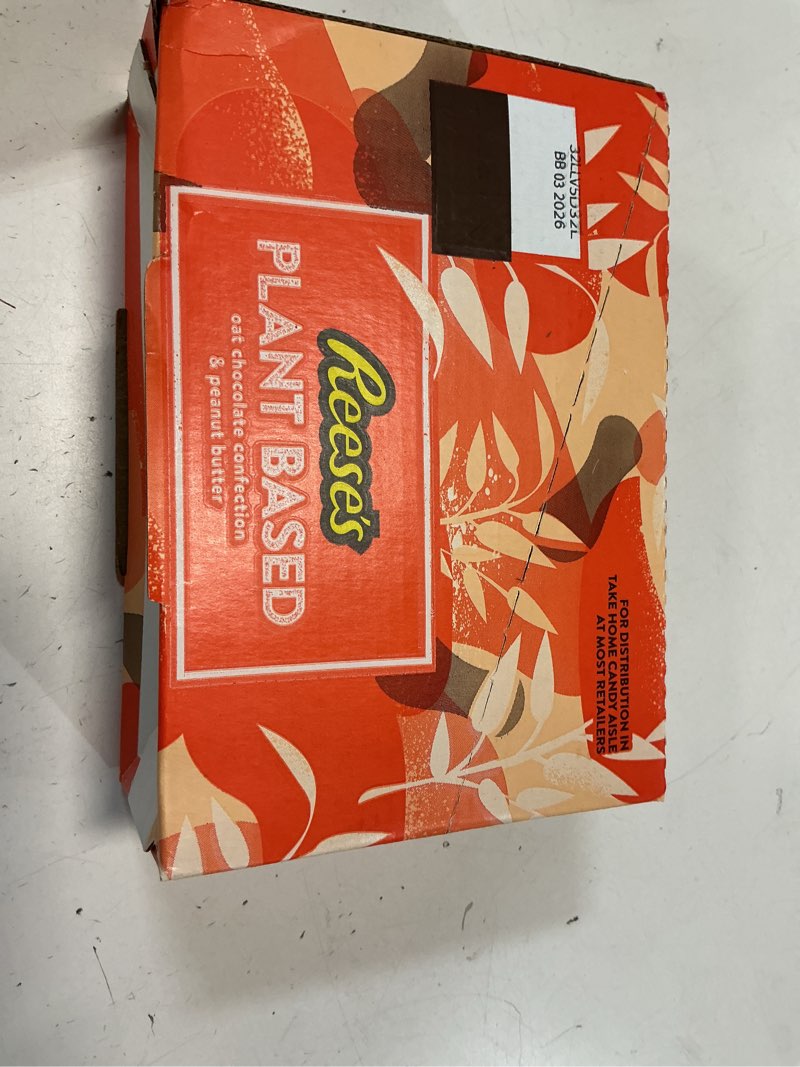 Reese's
PLANT BASED
oat chocolate confection
& peanut butter
BB 03 2026
FOR DISTRIBUTION IN
TAKE HOME CANDY AISLE
AT MOST RETAILERS